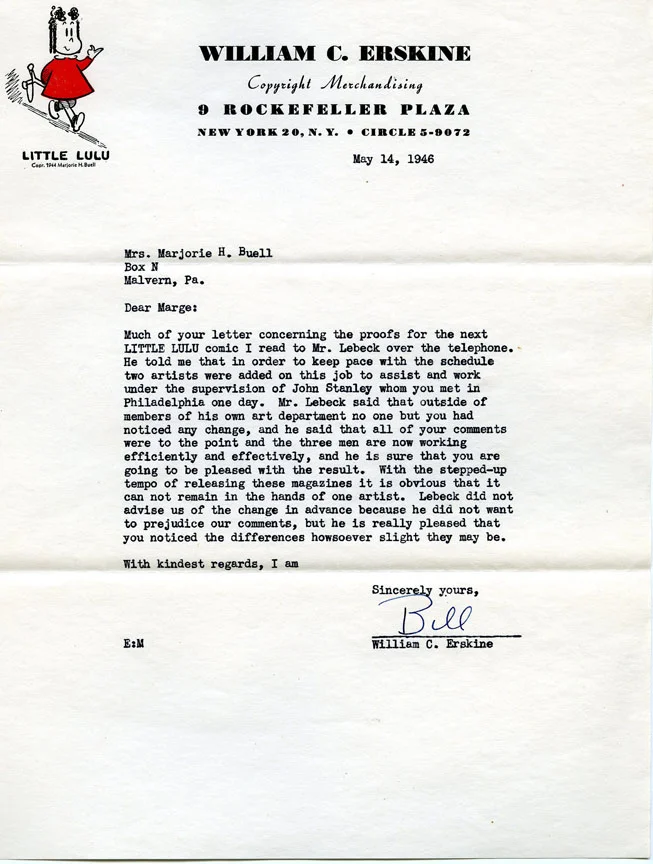 WILLIAM C. ERSKINE
Copyright Merchandising
9 ROCKEFELLER PLAZA
NEW YORK 20, N. Y. • CIRCLE 5-9072
LITTLE LULU
Copr. 1944 Marjorie H. Buell
May 14, 1946
Mrs. Marjorie H. Buell
Box N
Malvern, Pa.
Dear Marge:
Much of your letter concerning the proofs for the next
LITTLE LULU comic I read to Mr. Lebeck over the telephone.
He told me that in order to keep pace with the schedule
two artists were added on this job to assist and work
under the supervision of John Stanley whom you met in
Philadelphia one day. Mr. Lebeck said that outside of
members of his own art department no one but you had
noticed any change, and he said that all of your comments
were to the point and the three men are now working
efficiently and effectively, and he is sure that you are
going to be pleased with the result. With the stepped-up
tempo of releasing these magazines it is obvious that it
can not remain in the hands of one artist. Lebeck did not
advise us of the change in advance because he did not want
to prejudice our comments, but he is really pleased that
you noticed the differences howsoever slight they may be.
With kindest regards, I am
Sincerely yours,
Bill
William C. Erskine
E:M